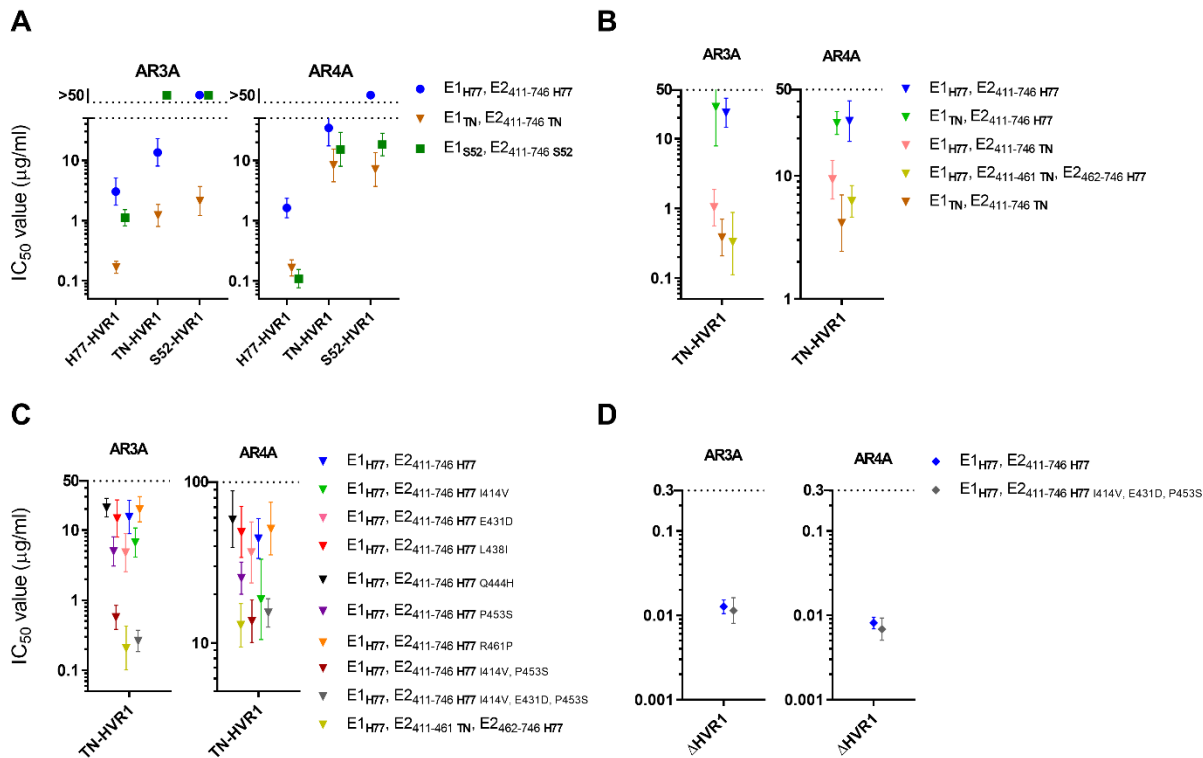 A
AR3A
AR4A
IC50 value (µg/ml)
>50
10
1
0.1
>50
10
1
0.1
H77-HVR1
TN-HVR1
S52-HVR1
H77-HVR1
TN-HVR1
S52-HVR1
E1H77, E2411-746 H77
E1TN, E2411-746 TN
E1S52, E2411-746 S52
B
AR3A
AR4A
50
10
1
0.1
50
10
1
TN-HVR1
TN-HVR1
E1H77, E2411-746 H77
E1TN, E2411-746 H77
E1H77, E2411-746 TN
E1H77, E2411-461 TN, E2462-746 H77
E1TN, E2411-746 TN
C
AR3A
AR4A
IC50 value (µg/ml)
50
10
1
0.1
100
10
TN-HVR1
TN-HVR1
E1H77, E2411-746 H77
E1H77, E2411-746 H77 I414V
E1H77, E2411-746 H77 E431D
E1H77, E2411-746 H77 L438I
E1H77, E2411-746 H77 Q444H
E1H77, E2411-746 H77 P453S
E1H77, E2411-746 H77 R461P
E1H77, E2411-746 H77 I414V, P453S
E1H77, E2411-746 H77 I414V, E431D, P453S
E1H77, E2411-461 TN, E2462-746 H77
D
AR3A
AR4A
0.3
0.1
0.01
0.001
0.3
0.1
0.01
0.001
ΔHVR1
ΔHVR1
E1H77, E2411-746 H77
E1H77, E2411-746 H77 I414V, E431D, P453S